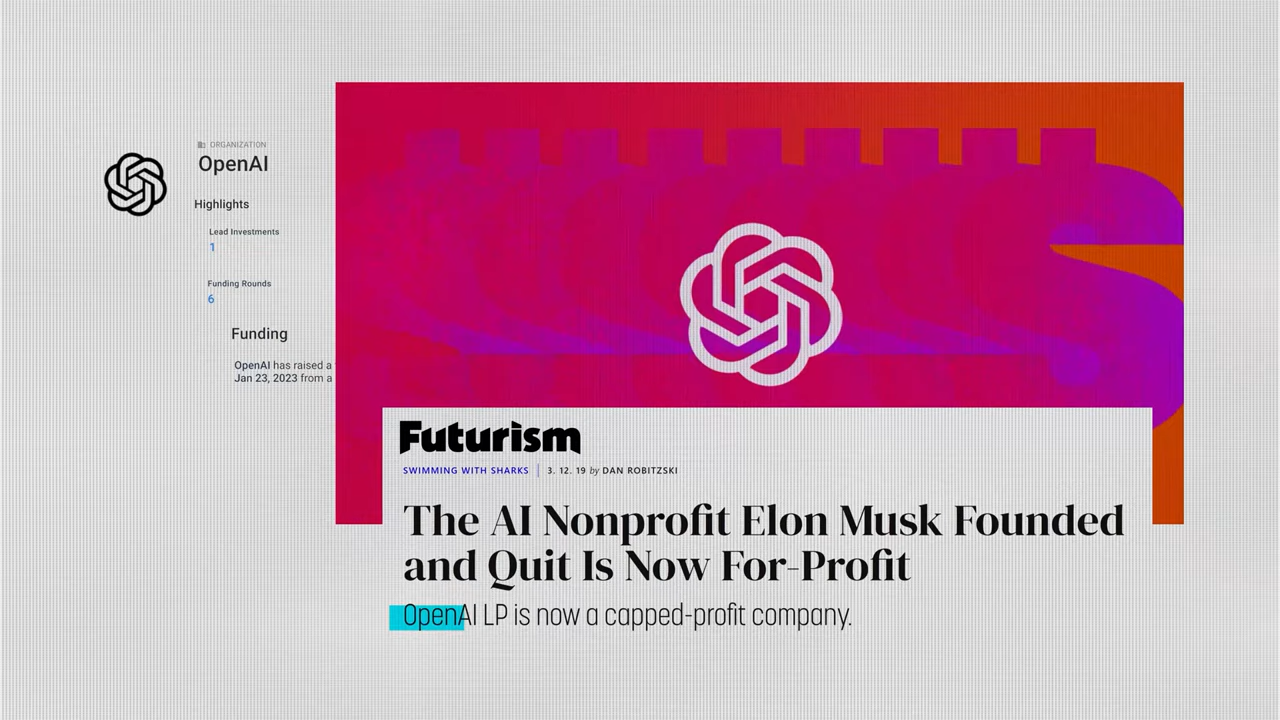 ORGANIZATION
OpenAI
Highlights
Lead Investments
1
Funding Rounds
6
Funding
OpenAI has raised a
Jan 23, 2023 from a
Futurism
SWIMMING WITH SHARKS | 3. 12. 19 by DAN ROBITZSKI
The AI Nonprofit Elon Musk Founded
and Quit Is Now For-Profit
OpenAI LP is now a capped-profit company.